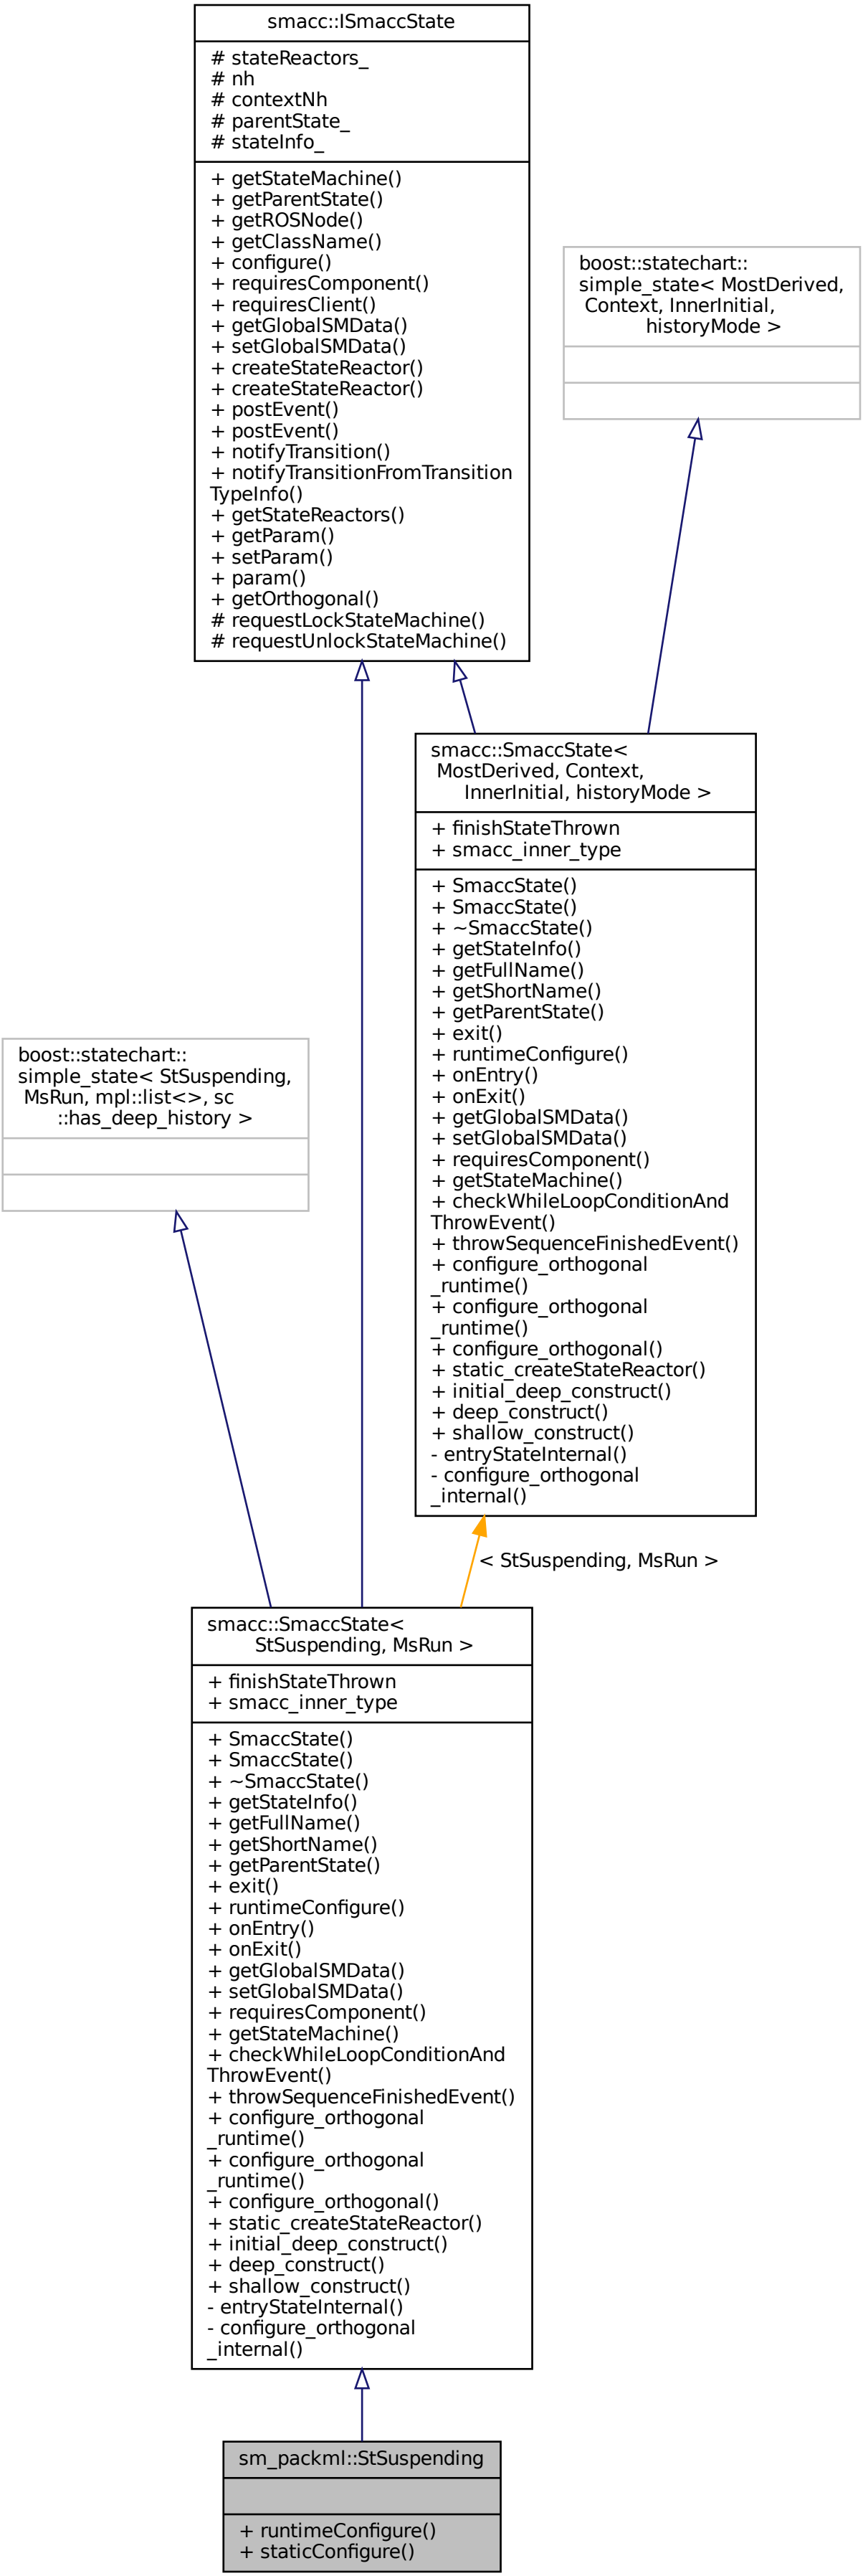 smacc::ISmaccState
# stateReactors_
# nh
# contextNh
# parentState_
# stateInfo_
+ getStateMachine()
+ getParentState()
+ getROSNode()
+ getClassName()
+ configure()
+ requiresComponent()
+ requiresClient()
+ getGlobalSMData()
+ setGlobalSMData()
+ createStateReactor()
+ createStateReactor()
+ postEvent()
+ postEvent()
+ notifyTransition()
+ notifyTransitionFromTransition
TypeInfo()
+ getStateReactors()
+ getParam()
+ setParam()
+ param()
+ getOrthogonal()
# requestLockStateMachine()
# requestUnlockStateMachine()
boost::statechart::
simple_state< MostDerived,
Context, InnerInitial,
historyMode >
smacc::SmaccState<
MostDerived, Context,
InnerInitial, historyMode >
+ finishStateThrown
+ smacc_inner_type
+ SmaccState()
+ SmaccState()
+ ~SmaccState()
+ getStateInfo()
+ getFullName()
+ getShortName()
+ getParentState()
+ exit()
+ runtimeConfigure()
+ onEntry()
+ onExit()
+ getGlobalSMData()
+ setGlobalSMData()
+ requiresComponent()
+ getStateMachine()
+ checkWhileLoopConditionAnd
ThrowEvent()
+ throwSequenceFinishedEvent()
+ configure_orthogonal
_runtime()
+ configure_orthogonal
_runtime()
+ configure_orthogonal()
+ static_createStateReactor()
+ initial_deep_construct()
+ deep_construct()
+ shallow_construct()
- entryStateInternal()
- configure_orthogonal
_internal()
boost::statechart::
simple_state< StSuspending,
MsRun, mpl::list<>, sc
::has_deep_history >
< StSuspending, MsRun >
smacc::SmaccState<
StSuspending, MsRun >
+ finishStateThrown
+ smacc_inner_type
+ SmaccState()
+ SmaccState()
+ ~SmaccState()
+ getStateInfo()
+ getFullName()
+ getShortName()
+ getParentState()
+ exit()
+ runtimeConfigure()
+ onEntry()
+ onExit()
+ getGlobalSMData()
+ setGlobalSMData()
+ requiresComponent()
+ getStateMachine()
+ checkWhileLoopConditionAnd
ThrowEvent()
+ throwSequenceFinishedEvent()
+ configure_orthogonal
_runtime()
+ configure_orthogonal
_runtime()
+ configure_orthogonal()
+ static_createStateReactor()
+ initial_deep_construct()
+ deep_construct()
+ shallow_construct()
- entryStateInternal()
- configure_orthogonal
_internal()
sm_packml::StSuspending
+ runtimeConfigure()
+ staticConfigure()